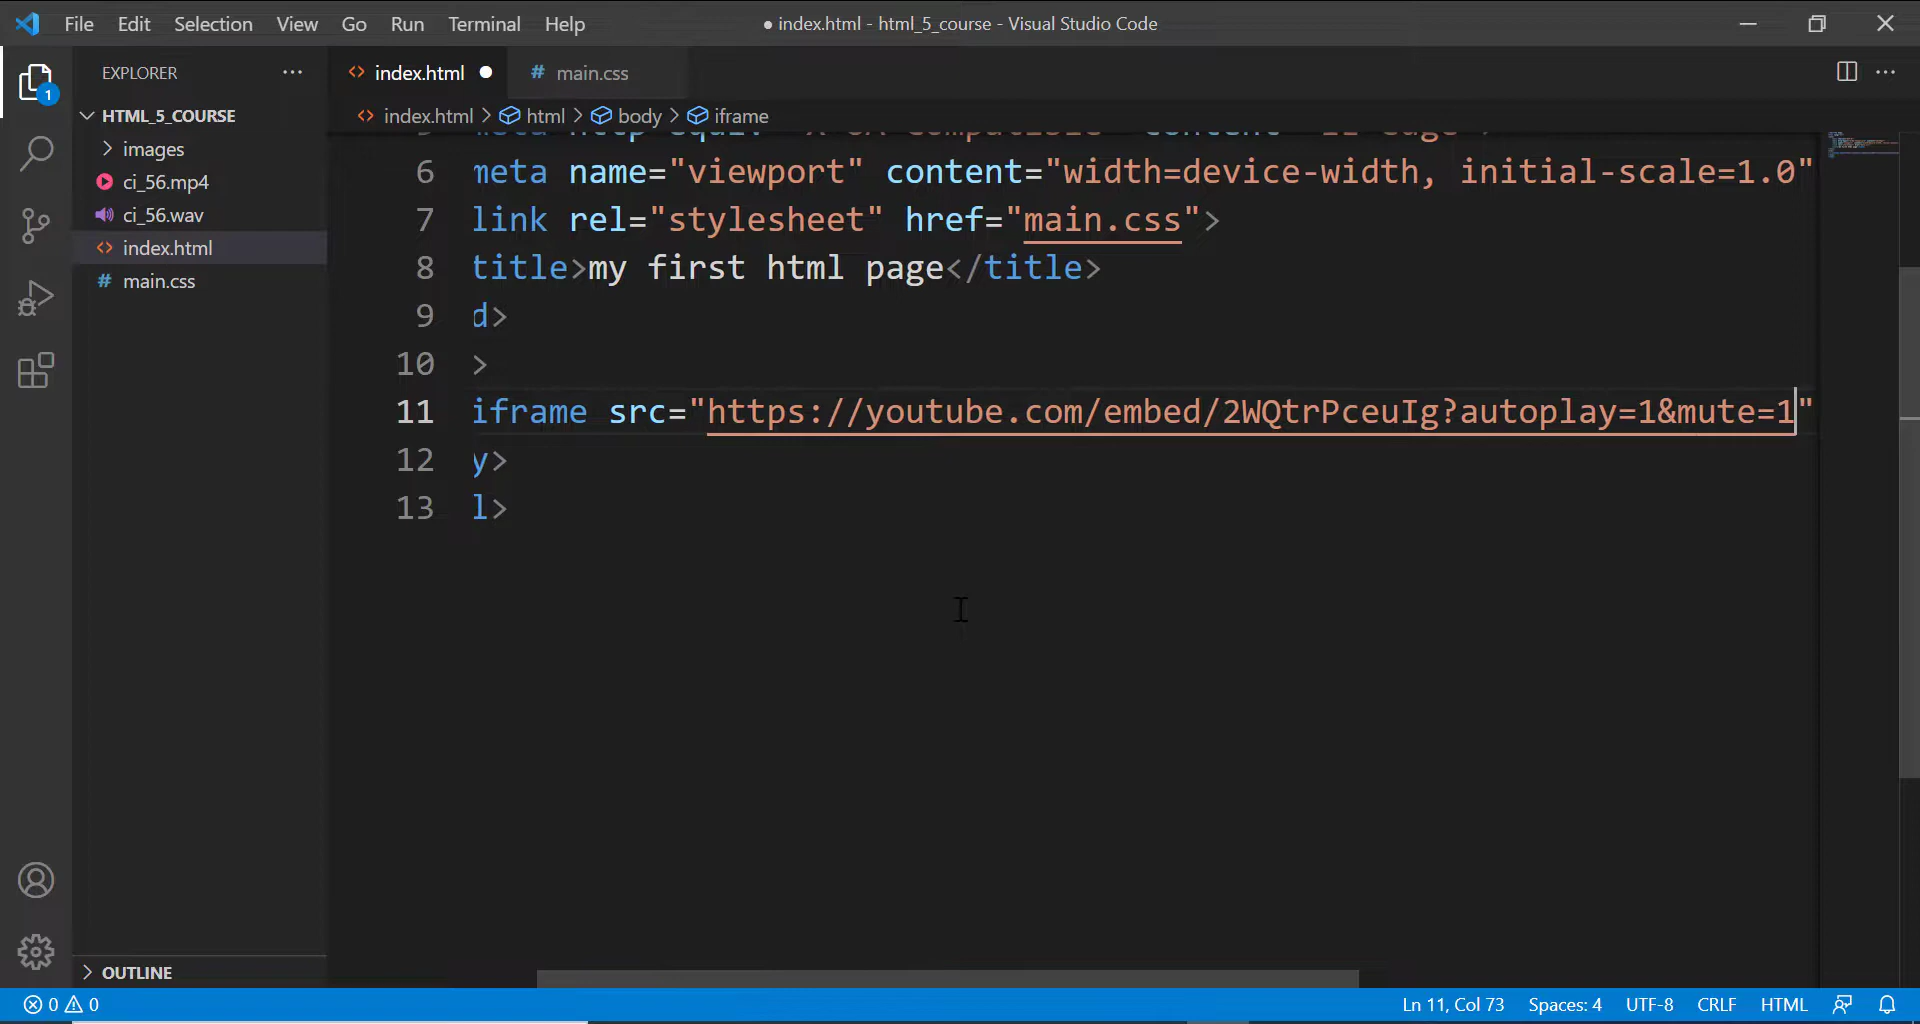 File Edit Selection View Go Run Terminal Help
● index.html - html_5_course - Visual Studio Code
EXPLORER
index.html
# main.css
1
HTML_5_COURSE
index.html > html > body > iframe
images
ci_56.mp4
ci_56.wav
index.html
# main.css
6 meta name="viewport" content="width=device-width, initial-scale=1.0"
7 link rel="stylesheet" href="main.css">
8 title>my first html page</title>
9 d>
10 >
11 iframe src="https://youtube.com/embed/2WQtrPceuIg?autoplay=1&mute=1"
12 y>
13 l>
OUTLINE
0 0
Ln 11, Col 73 Spaces: 4 UTF-8 CRLF HTML